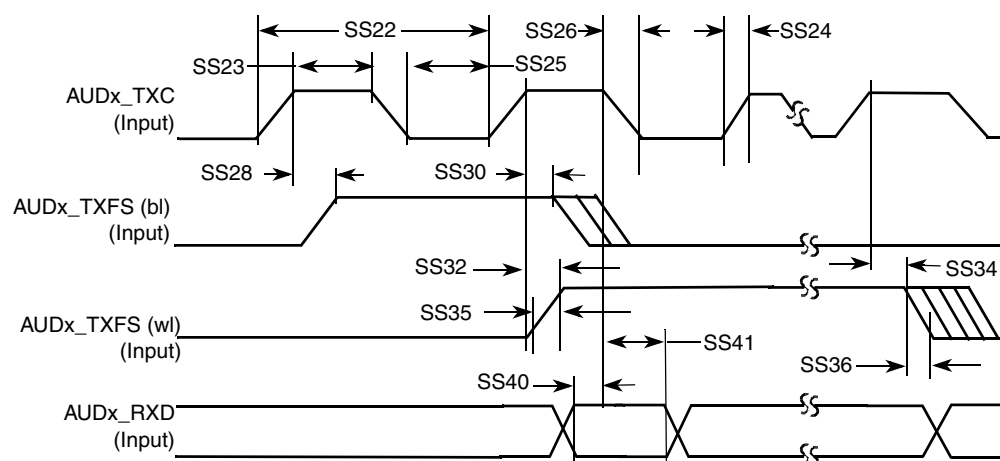 SS22
SS26
SS24
SS23
SS25
AUDx_TXC
(Input)
SS28
SS30
AUDx_TXFS (bl)
(Input)
SS32
SS34
SS35
AUDx_TXFS (wl)
(Input)
SS41
SS36
SS40
AUDx_RXD
(Input)